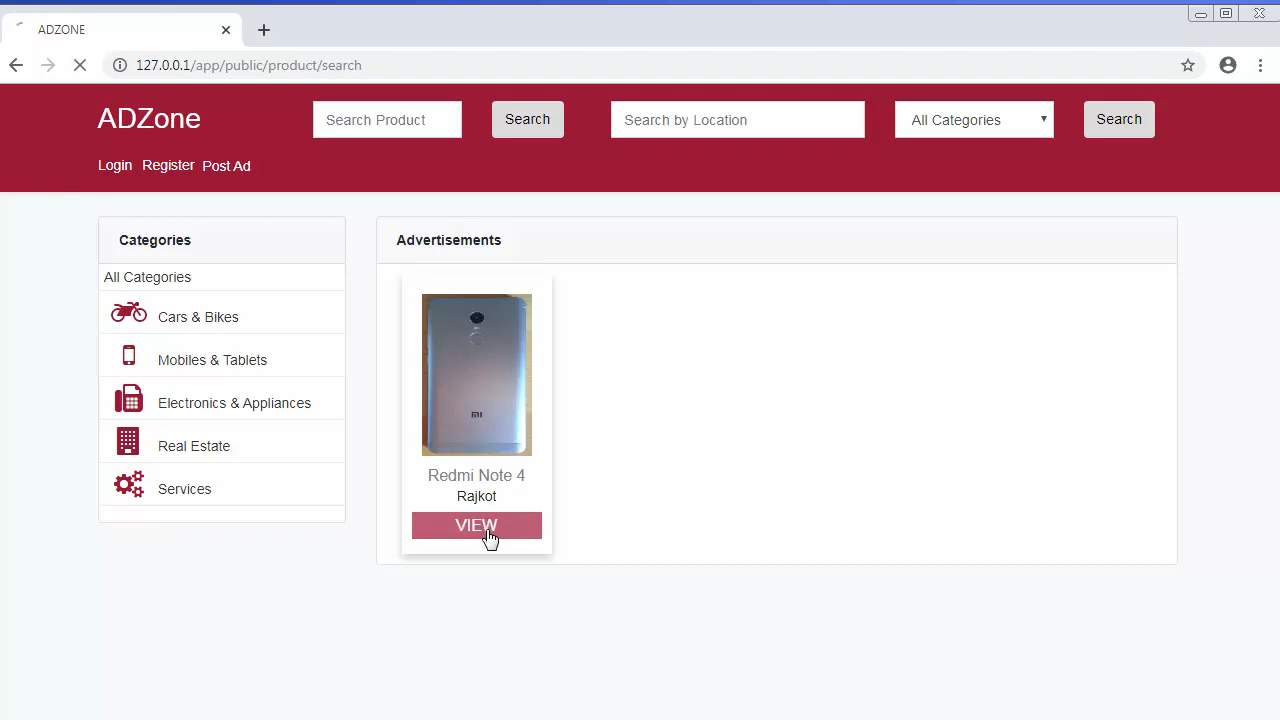 ADZONE
127.0.0.1/app/public/product/search
ADZone
Search Product
Search
Search by Location
All Categories
Search
Login Register Post Ad
Categories
All Categories
Cars & Bikes
Mobiles & Tablets
Electronics & Appliances
Real Estate
Services
Advertisements
MI
Redmi Note 4
Rajkot
VIEW